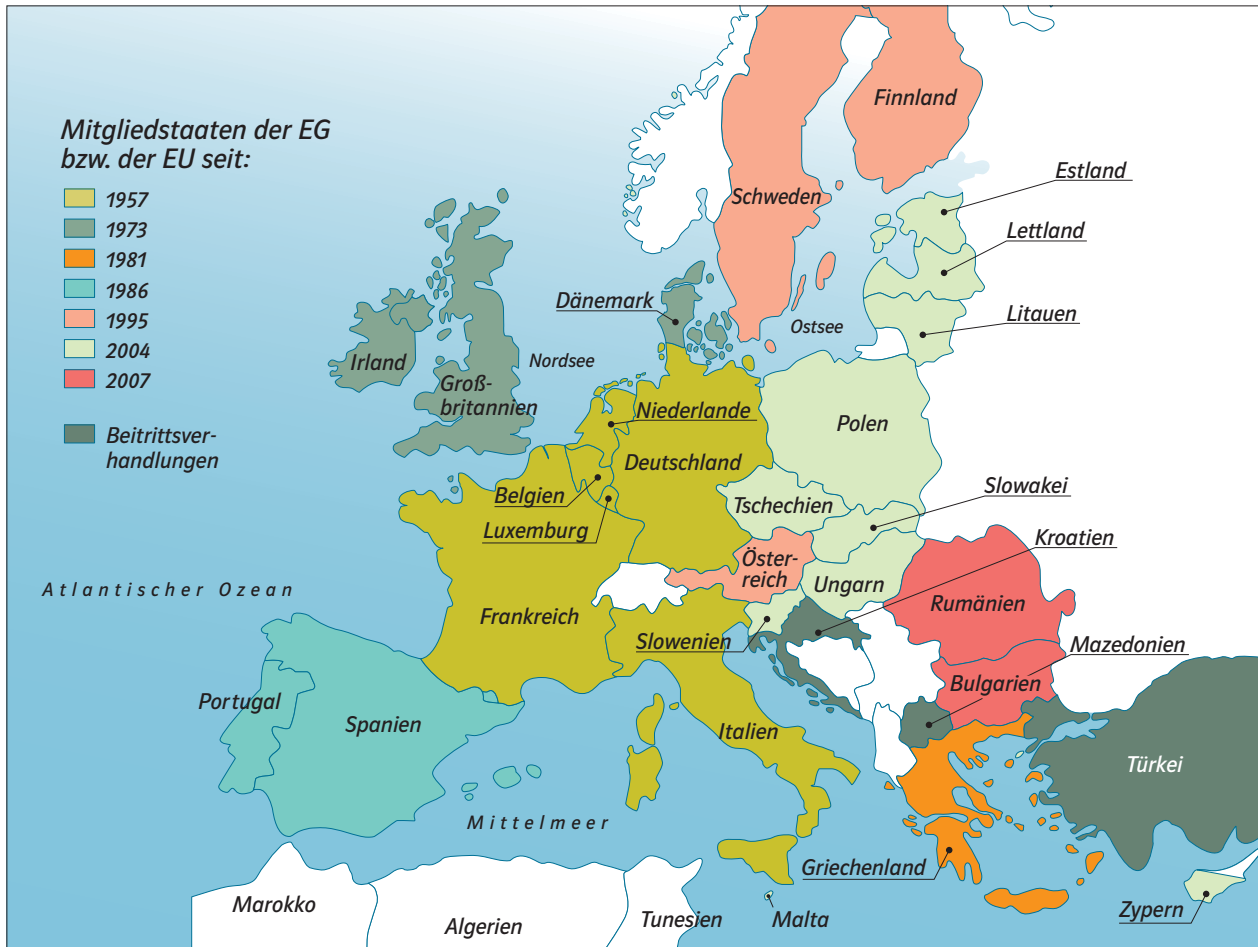 Mitgliedstaaten der EG
bzw. der EU seit:
1957
1973
1981
1986
1995
2004
2007
Beitrittsver-
handlungen
Finnland
Schweden
Estland
Lettland
Litauen
Dänemark
Ostsee
Nordsee
Irland
Groß-
britannien
Niederlande
Deutschland
Polen
Belgien
Luxemburg
Tschechien
Slowakei
Kroatien
Öster-
reich
Ungarn
Rumänien
Atlantischer Ozean
Frankreich
Slowenien
Mazedonien
Bulgarien
Portugal
Spanien
Italien
Türkei
Mittelmeer
Griechenland
Marokko
Algerien
Tunesien
Malta
Zypern